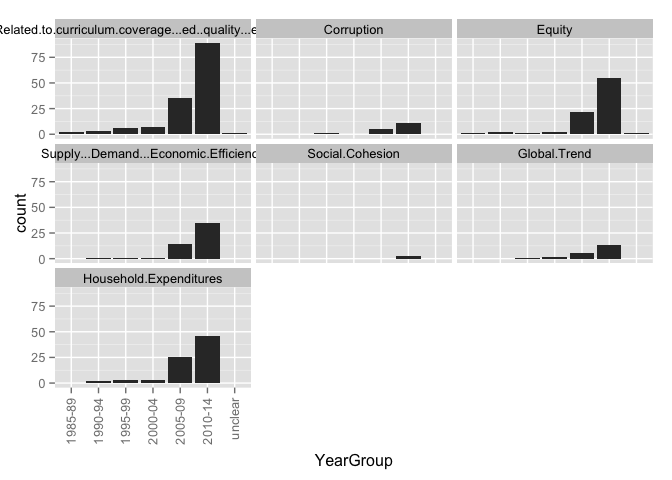 Related.to.curriculum.coverage...ed..quality...e
Corruption
Equity
75
50
25
0
Supply...Demand...Economic.Efficienc
Social.Cohesion
Global.Trend
75
50
25
0
count
Household.Expenditures
75
50
25
0
1985-89
1990-94
1995-99
2000-04
2005-09
2010-14
unclear
YearGroup